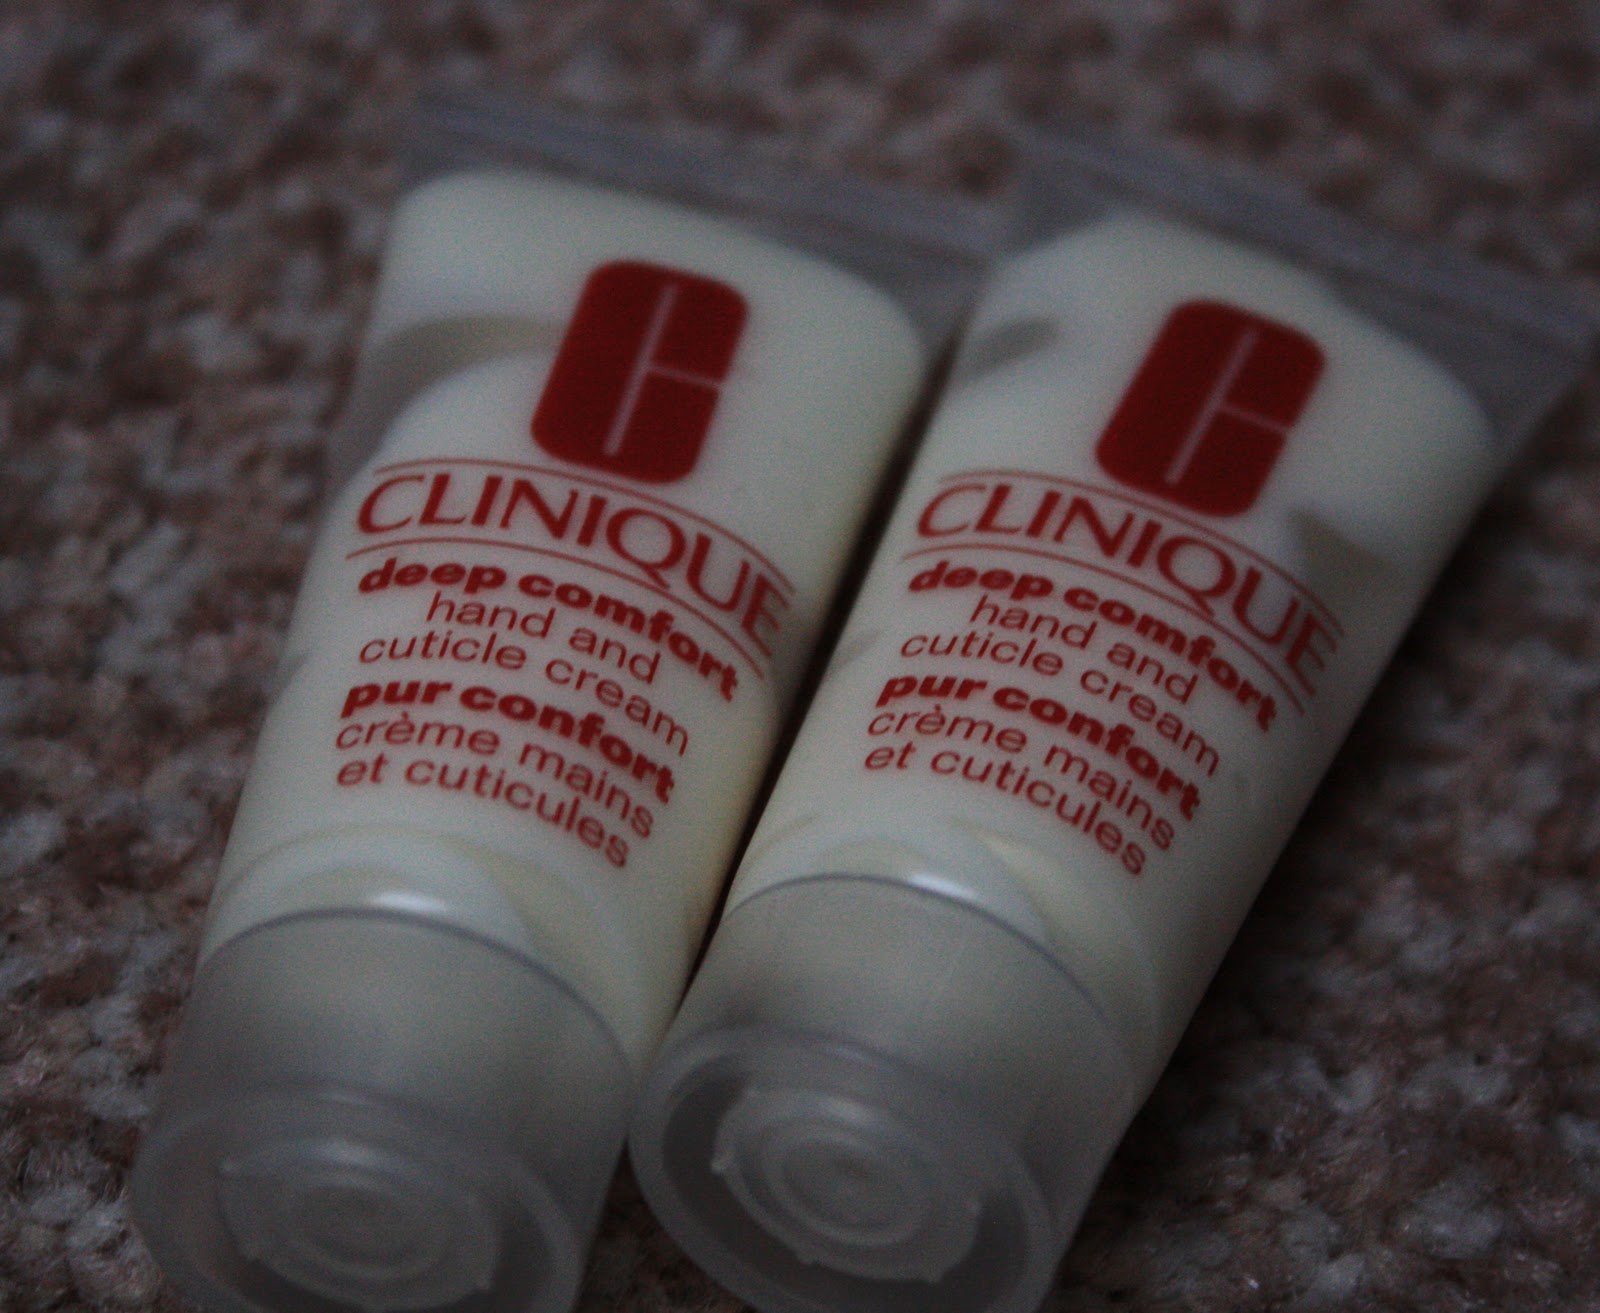 CLINIQUE
deep comfort
hand and
cuticle cream
pur confort
crème mains
et cuticules
CLINIQUE
deep comfort
hand and
cuticle cream
pur confort
crème mains
et cuticules